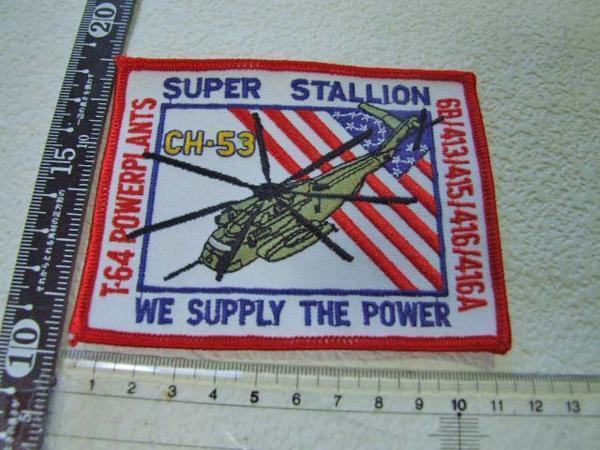 SUPER STALLION
CH-53
T-64 POWERPLANTS
6B/413/415/416/416A
WE SUPPLY THE POWER
20
15
10
1 2 3 4 5 6 7 8 9 10 11 12 13